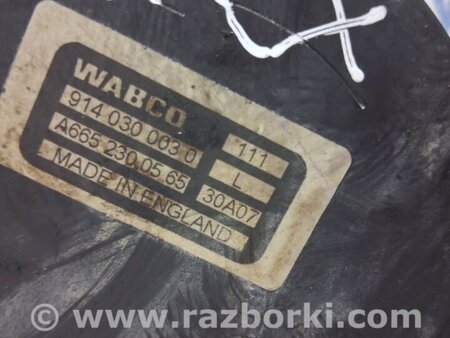 WABCO
914 030 003 0 111
A665 230 05 65 L
MADE IN ENGLAND 30A07
© www.razborki.com